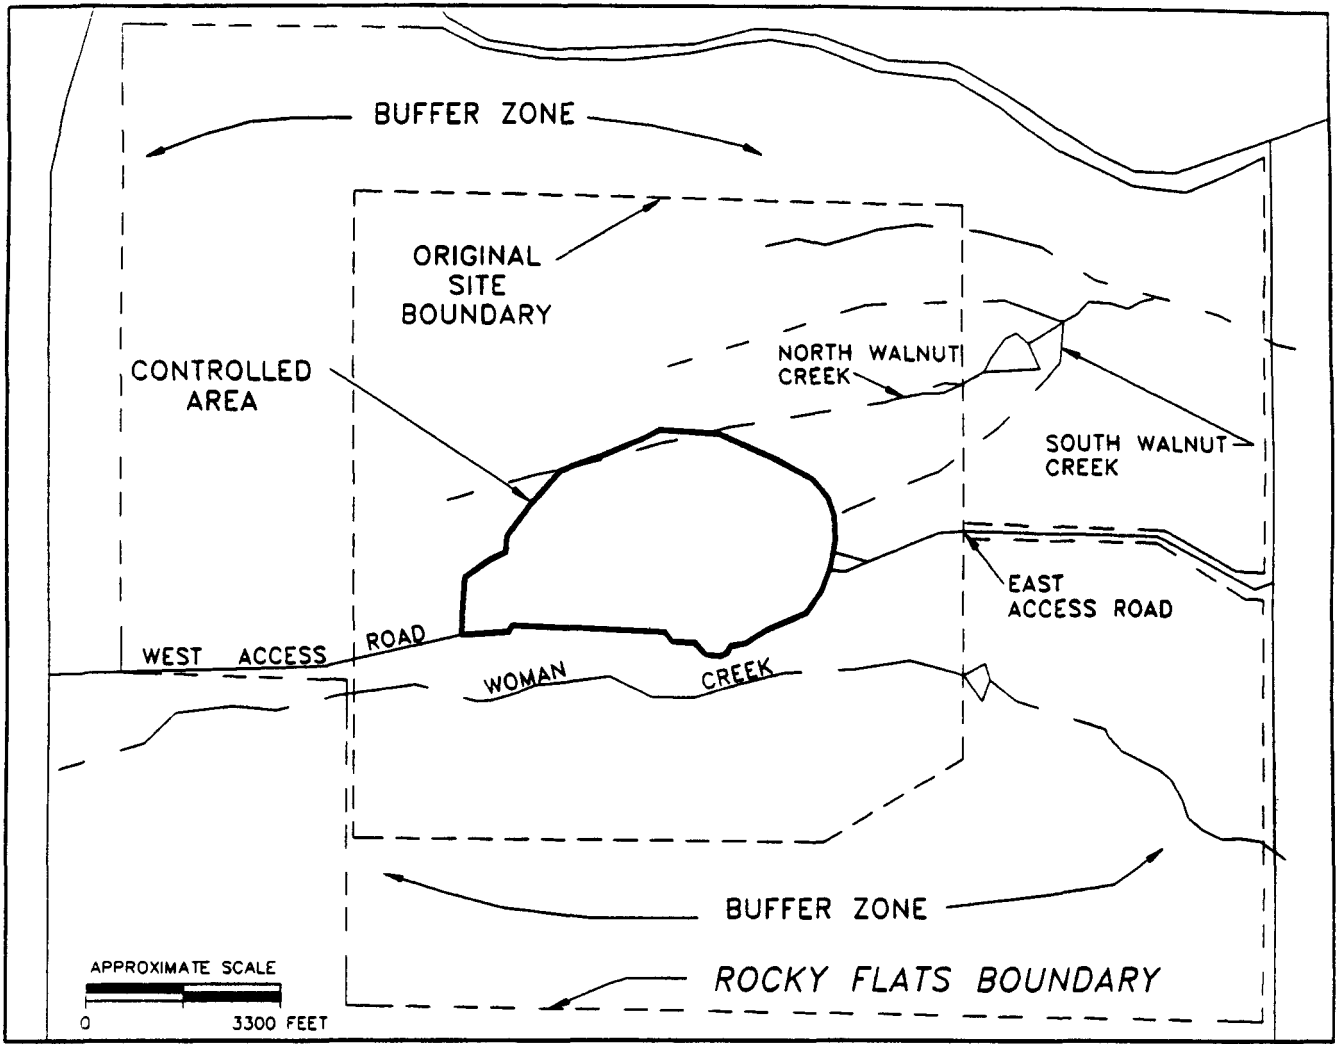 BUFFER ZONE
ORIGINAL
SITE
BOUNDARY
CONTROLLED
AREA
NORTH WALNUT
CREEK
SOUTH WALNUT
CREEK
EAST
ACCESS ROAD
WEST ACCESS ROAD
WOMAN CREEK
BUFFER ZONE
ROCKY FLATS BOUNDARY
APPROXIMATE SCALE
0 3300 FEET